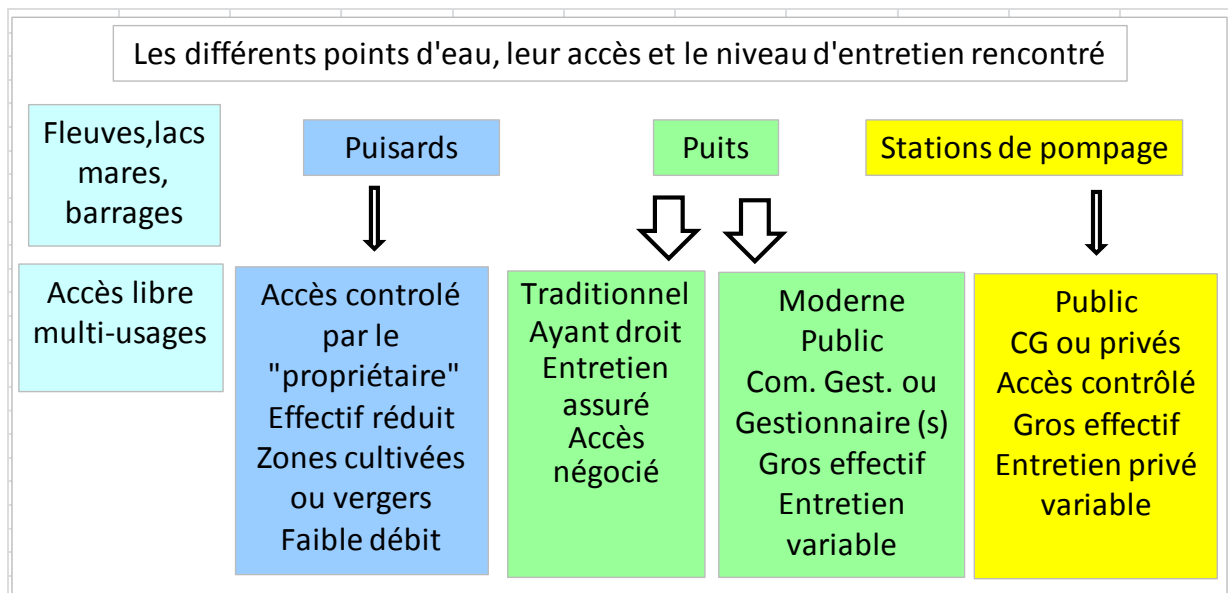 Les différents points d'eau, leur accès et le niveau d'entretien rencontré
Fleuves,lacs
mares,
barrages
Puisards
Puits
Stations de pompage
Accès libre
multi-usages
Accès controlé
par le
"propriétaire"
Effectif réduit
Zones cultivées
ou vergers
Faible débit
Traditionnel
Ayant droit
Entretien
assuré
Accès
négocié
Moderne
Public
Com. Gest. ou
Gestionnaire (s)
Gros effectif
Entretien
variable
Public
CG ou privés
Accès contrôlé
Gros effectif
Entretien privé
variable